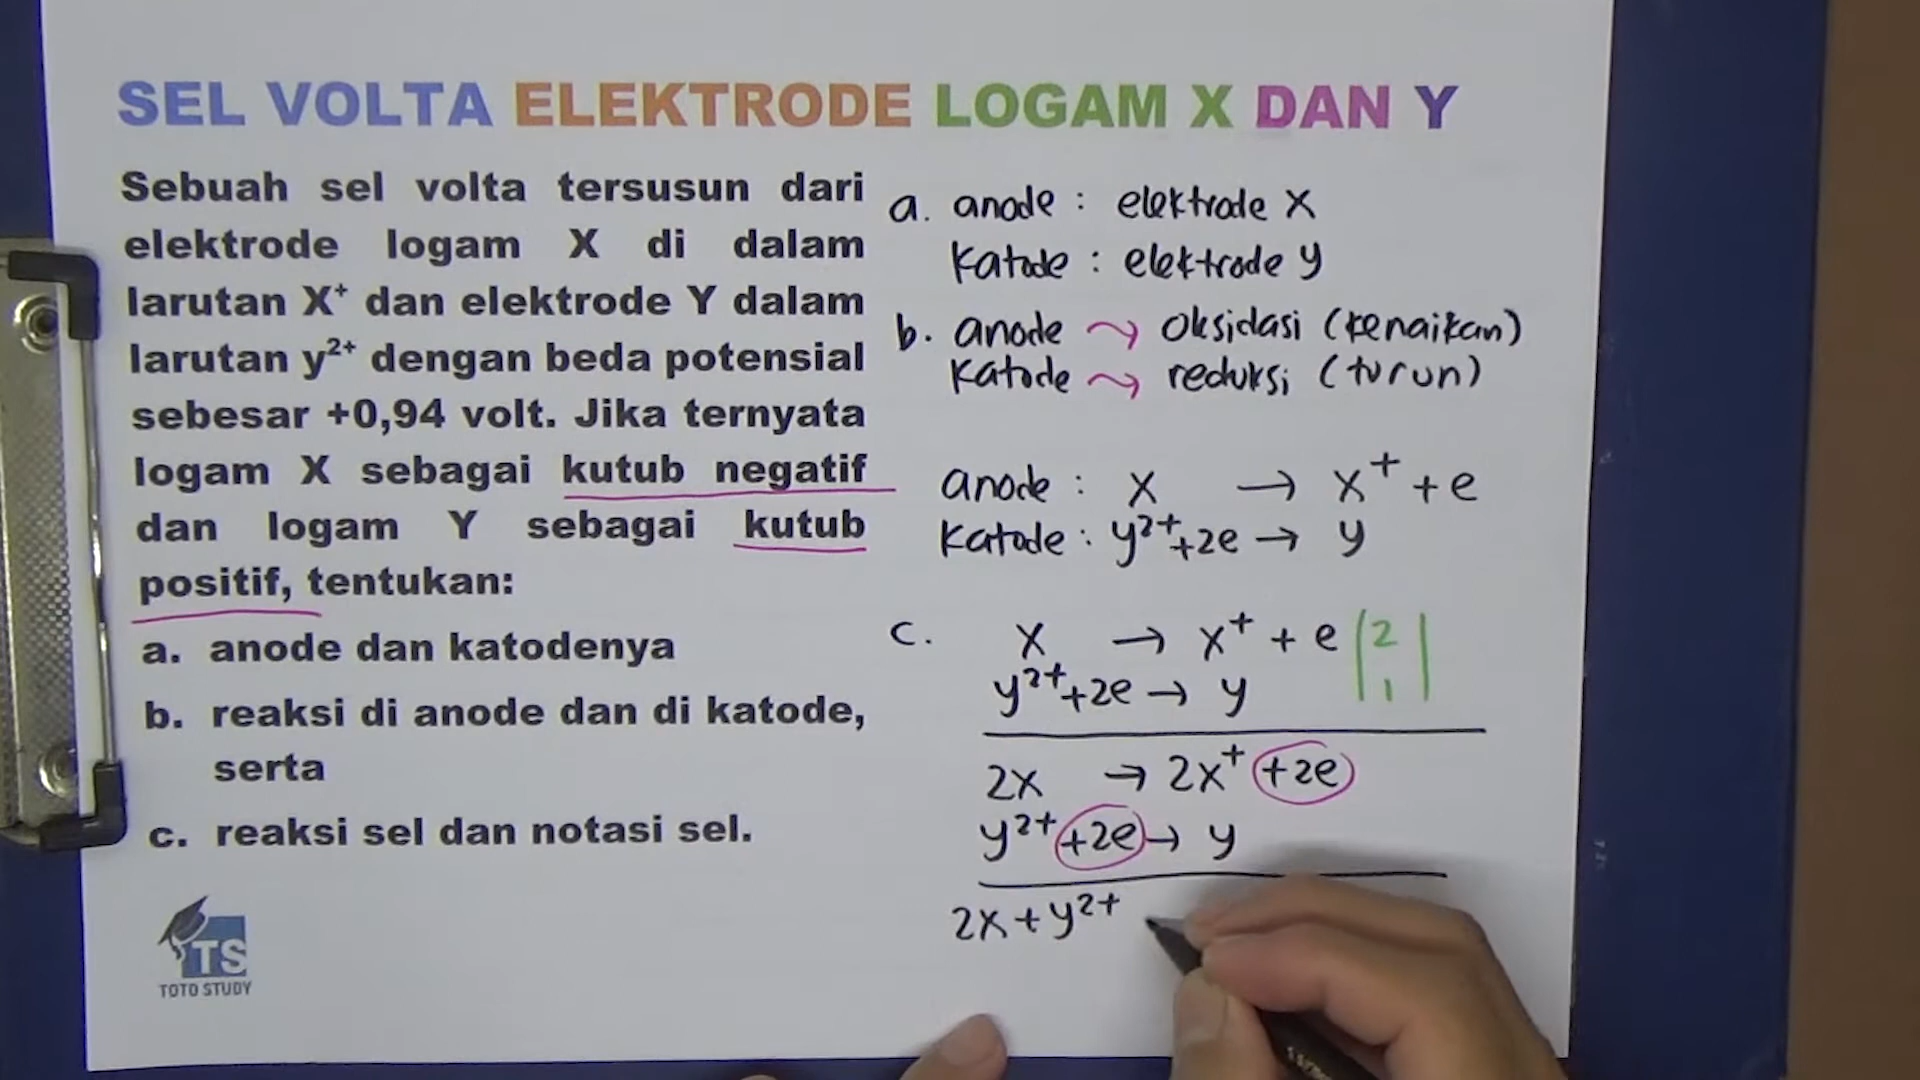 SEL VOLTA ELEKTRODE LOGAM X DAN Y
Sebuah sel volta tersusun dari
elektrode logam X di dalam
larutan X⁺ dan elektrode Y dalam
larutan y²⁺ dengan beda potensial
sebesar +0,94 volt. Jika ternyata
logam X sebagai kutub negatif
dan logam Y sebagai kutub
positif, tentukan:
a. anode dan katodenya
b. reaksi di anode dan di katode,
serta
c. reaksi sel dan notasi sel.
TS
TOTO STUDY
a. anode : elektrode X
Katode : elektrode y
b. anode → oksidasi (kenaikan)
Katode → reduksi (turun)
anode : X → X⁺ + e
Katode : y²⁺+2e → y
c. X → X⁺ + e | 2 |
y²⁺+2e → y | 1 |
2X → 2X⁺ +2e
y²⁺ +2e → y
2X + y²⁺